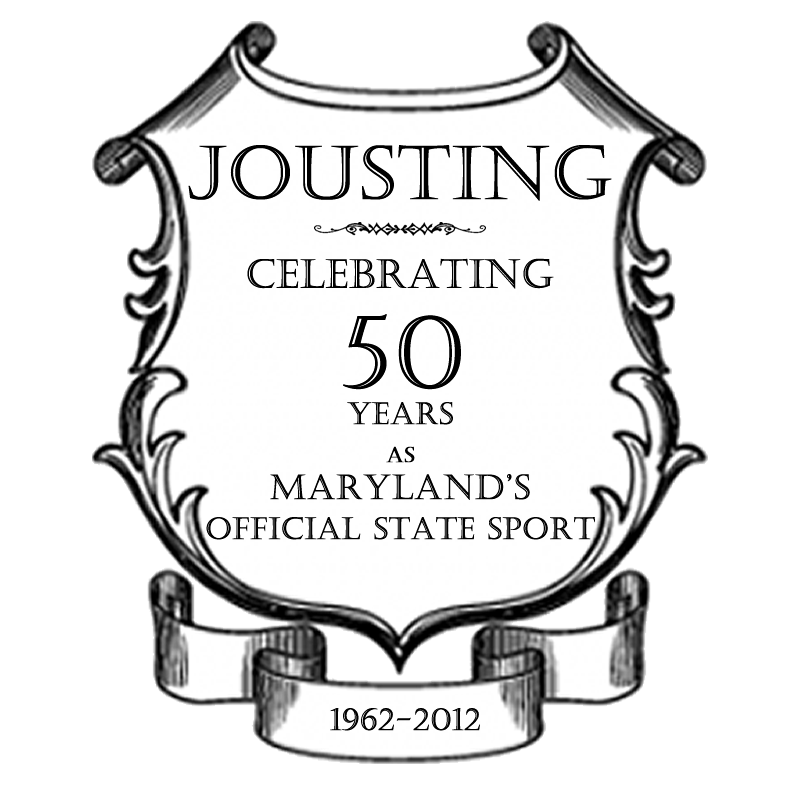 JOUSTING
CELEBRATING
50
YEARS
AS
MARYLAND'S
OFFICIAL STATE SPORT
1962-2012